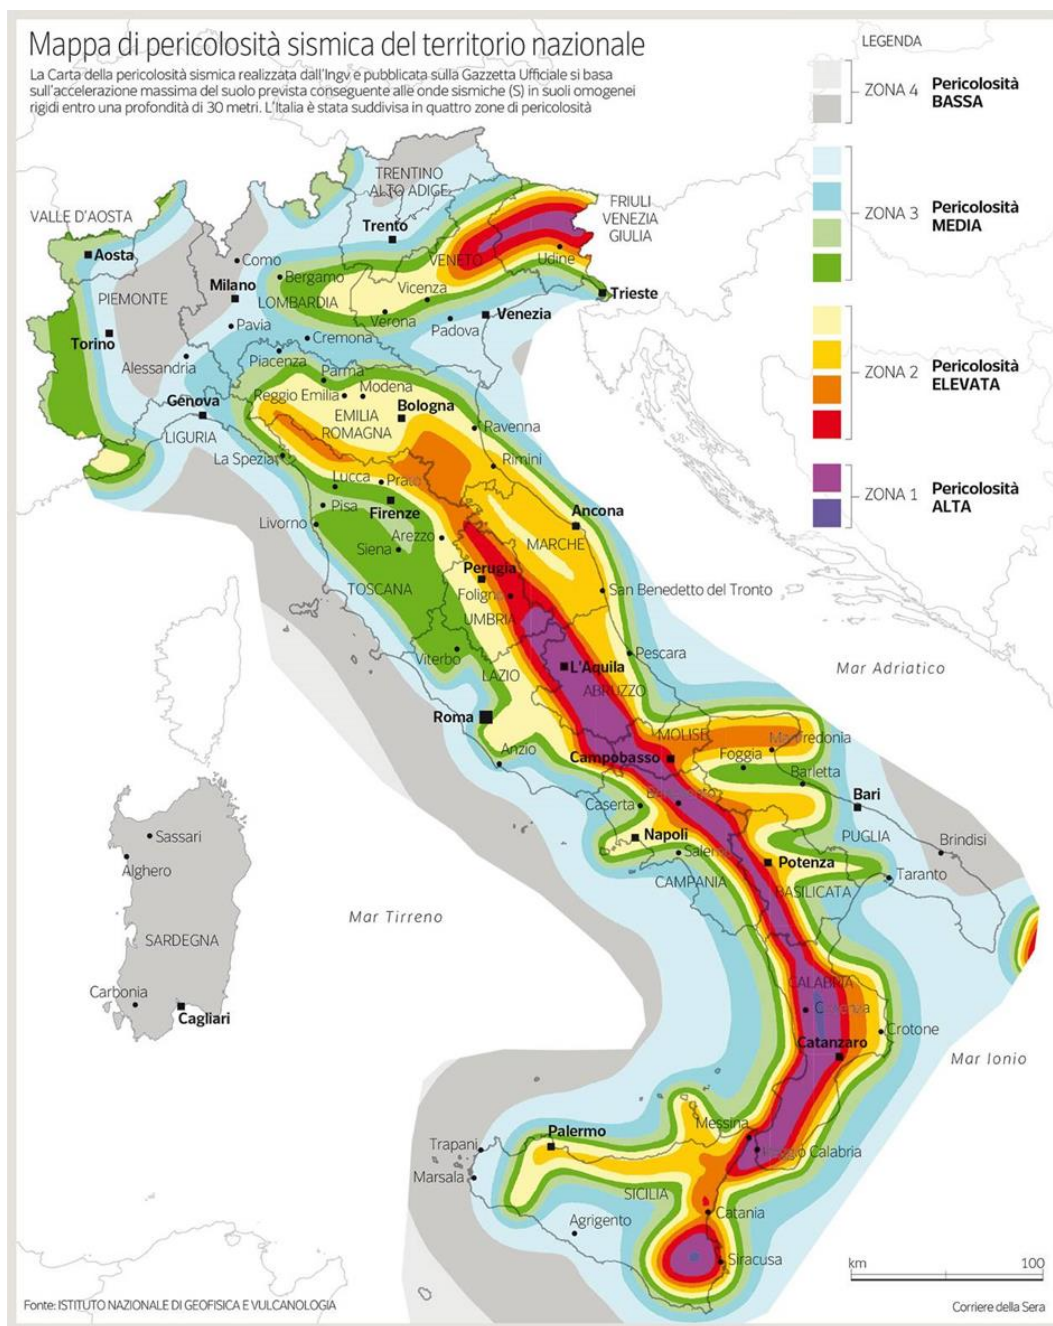 Mappa di pericolosità sismica del territorio nazionale
La Carta della pericolosità sismica realizzata dall'Ingv e pubblicata sulla Gazzetta Ufficiale si basa
sull'accelerazione massima del suolo prevista conseguente alle onde sismiche (S) in suoli omogenei
rigidi entro una profondità di 30 metri. L'Italia è stata suddivisa in quattro zone di pericolosità
LEGENDA
ZONA 4 Pericolosità
BASSA
ZONA 3 Pericolosità
MEDIA
ZONA 2 Pericolosità
ELEVATA
ZONA 1 Pericolosità
ALTA
TRENTINO
ALTO ADIGE
VALLE D'AOSTA
FRIULI
VENEZIA
GIULIA
Trento
Aosta
Como
VENETO
Udine
Bergamo
Milano
LOMBARDIA
Vicenza
Trieste
PIEMONTE
Verona
Padova
Venezia
Pavia
Torino
Cremona
Alessandria
Piacenza
Parma
Reggio Emilia
Modena
Genova
EMILIA
ROMAGNA
Bologna
LIGURIA
Ravenna
La Spezia
Rimini
Lucca
Prato
Pisa
Firenze
Ancona
Livorno
Arezzo
MARCHE
Siena
TOSCANA
Perugia
Foligno
San Benedetto del Tronto
UMBRIA
Viterbo
Pescara
Mar Adriatico
LAZIO
L'Aquila
ABRUZZO
Roma
MOLISE
Manfredonia
Anzio
Campobasso
Foggia
Barletta
Caserta
Benevento
Bari
Napoli
PUGLIA
Brindisi
Salerno
Potenza
Taranto
CAMPANIA
BASILICATA
Sassari
Alghero
Mar Tirreno
SARDEGNA
Carbonia
Cagliari
CALABRIA
Cosenza
Crotone
Catanzaro
Mar Ionio
Messina
Palermo
Trapani
Reggio Calabria
Marsala
SICILIA
Catania
Agrigento
Siracusa
km 100
Fonte: ISTITUTO NAZIONALE DI GEOFISICA E VULCANOLOGIA
Corriere della Sera